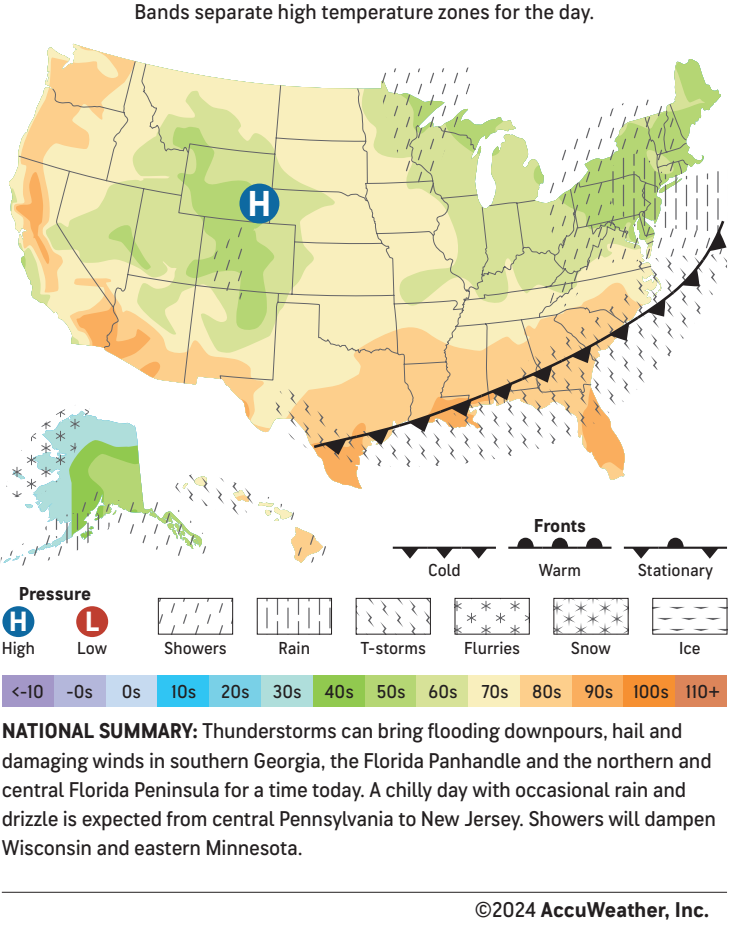 Bands separate high temperature zones for the day.
H
Fronts
Cold Warm Stationary
Pressure
H L
High Low Showers Rain T-storms Flurries Snow Ice
<-10 -0s 0s 10s 20s 30s 40s 50s 60s 70s 80s 90s 100s 110+
NATIONAL SUMMARY: Thunderstorms can bring flooding downpours, hail and
damaging winds in southern Georgia, the Florida Panhandle and the northern and
central Florida Peninsula for a time today. A chilly day with occasional rain and
drizzle is expected from central Pennsylvania to New Jersey. Showers will dampen
Wisconsin and eastern Minnesota.
©2024 AccuWeather, Inc.